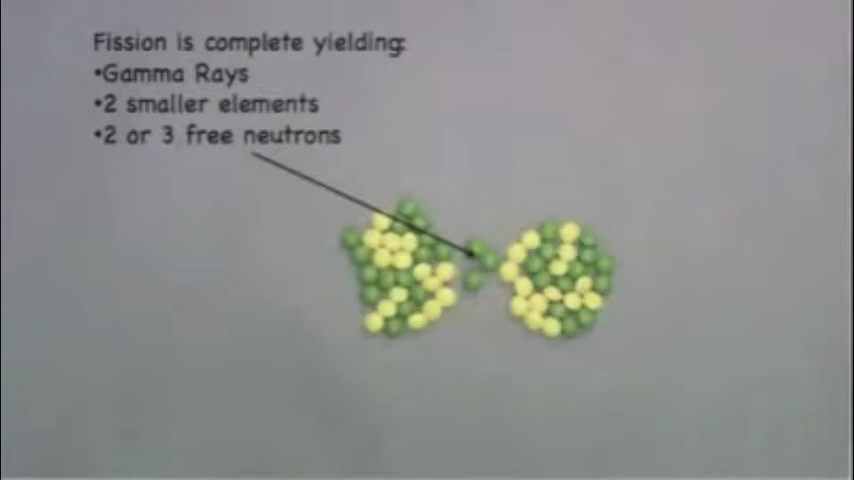 Fission is complete yielding:
•Gamma Rays
•2 smaller elements
•2 or 3 free neutrons